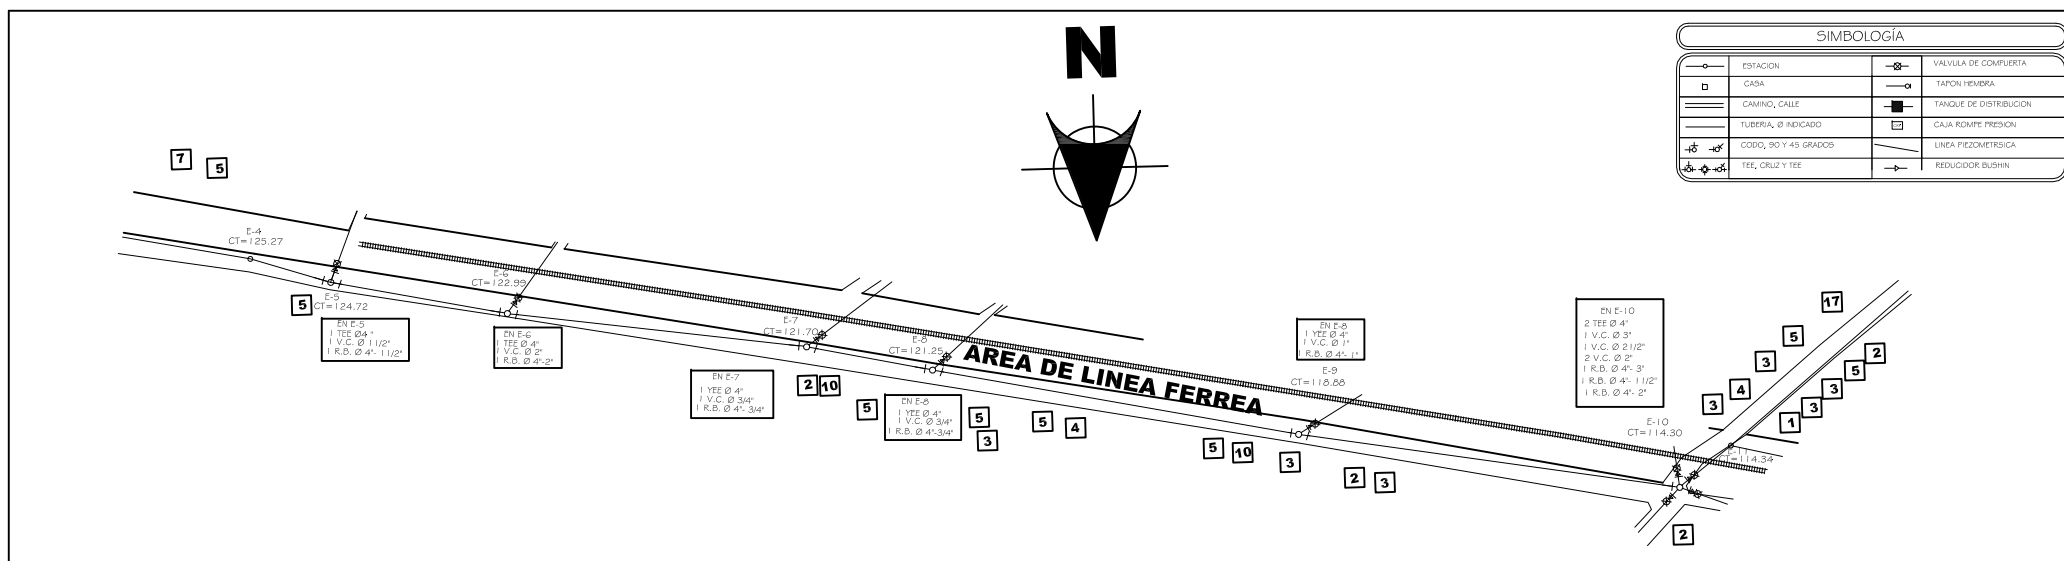 N
SIMBOLOGÍA
ESTACION
VALVULA DE COMPUERTA
CASA
TAPON HEMBRA
CAMINO, CALLE
TANQUE DE DISTRIBUCION
TUBERIA, Ø INDICADO
CAJA ROMPE PRESION
CODO, 90 Y 45 GRADOS
LINEA PIEZOMETRSICA
TEE, CRUZ Y TEE
REDUCIDOR BUSHIN
7
5
E-4
CT=125.27
5
E-5
CT=124.72
EN E-5
1 TEE Ø4 "
1 V.C. Ø 11/2"
1 R.B. Ø 4"- 11/2"
E-6
CT=122.99
EN E-6
1 TEE Ø 4"
1 V.C. Ø 2"
1 R.B. Ø 4"-2"
E-7
CT=121.70
EN E-7
1 YEE Ø 4"
1 V.C. Ø 3/4"
1 R.B. Ø 4"- 3/4"
2
10
5
E-8
CT=121.25
EN E-8
1 YEE Ø 4"
1 V.C. Ø 3/4"
1 R.B. Ø 4"-3/4"
5
3
AREA DE LINEA FERREA
5
4
5
10
3
2
3
EN E-8
1 YEE Ø 4"
1 V.C. Ø 1"
1 R.B. Ø 4"- 1"
E-9
CT=118.88
EN E-10
2 TEE Ø 4"
1 V.C. Ø 3"
1 V.C. Ø 21/2"
2 V.C. Ø 2"
1 R.B. Ø 4"- 3"
1 R.B. Ø 4"- 11/2"
1 R.B. Ø 4"- 2"
E-10
CT=114.30
E-11
CT=114.34
17
5
3
4
3
2
5
3
3
1
2